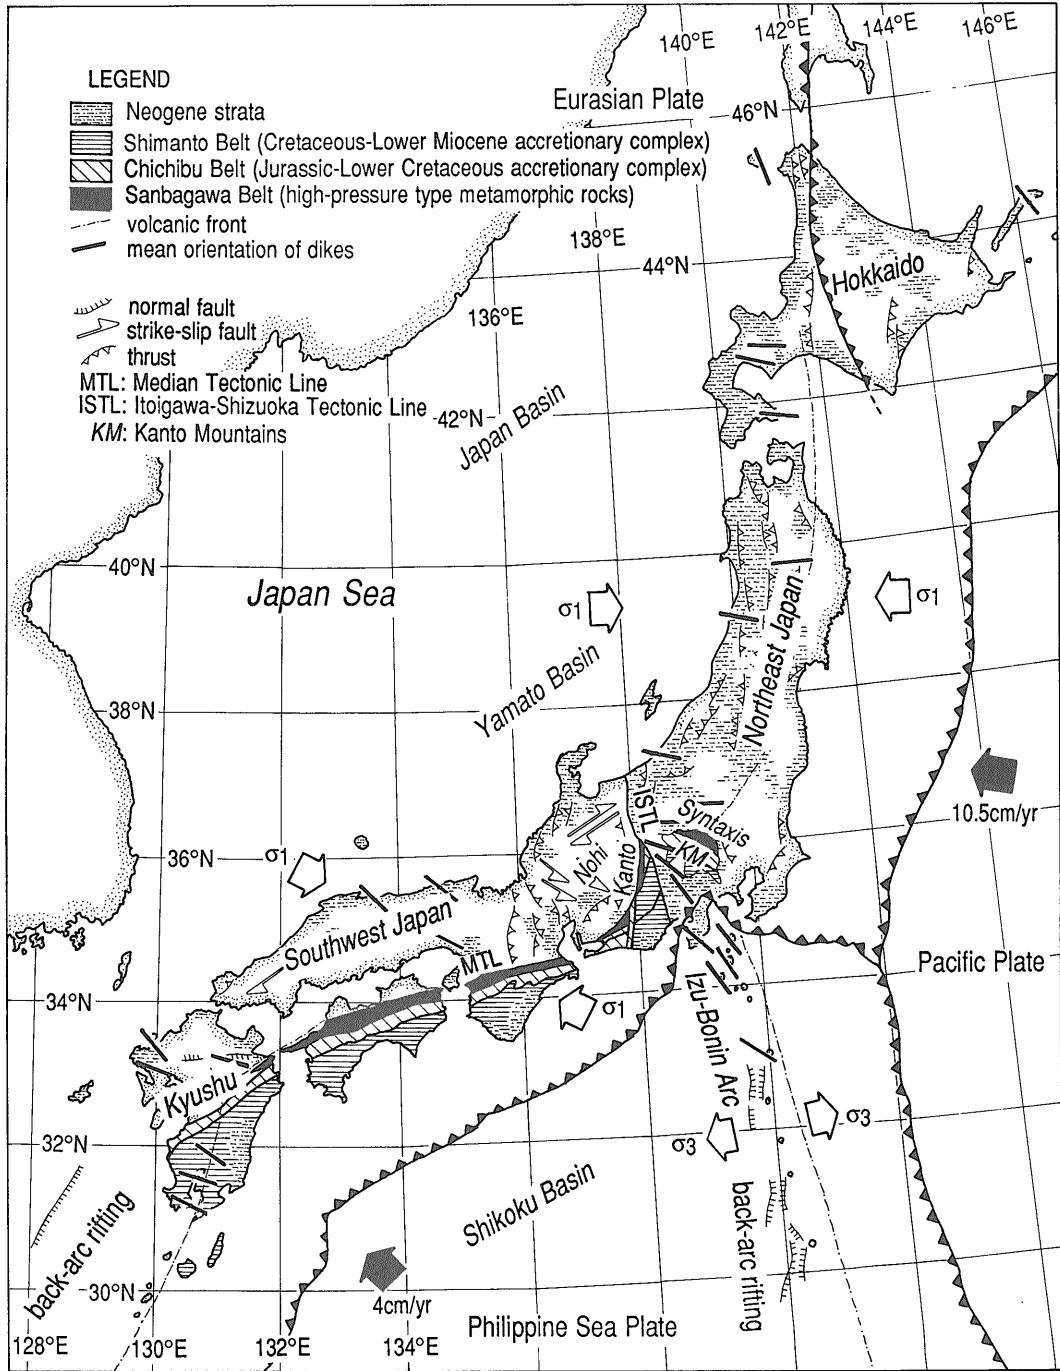 140°E
142°E
144°E
146°E
LEGEND
Neogene strata
Shimanto Belt (Cretaceous-Lower Miocene accretionary complex)
Chichibu Belt (Jurassic-Lower Cretaceous accretionary complex)
Sanbagawa Belt (high-pressure type metamorphic rocks)
volcanic front
mean orientation of dikes
normal fault
strike-slip fault
thrust
MTL: Median Tectonic Line
ISTL: Itoigawa-Shizuoka Tectonic Line
KM: Kanto Mountains
Eurasian Plate
46°N
138°E
44°N
Hokkaido
136°E
42°N
Japan Basin
40°N
Japan Sea
σ1
σ1
Northeast Japan
Yamato Basin
38°N
10.5cm/yr
ISTL
Syntaxis
KM
Nohi
Kanto
36°N
σ1
Southwest Japan
MTL
Pacific Plate
34°N
σ1
Izu-Bonin Arc
Kyushu
32°N
σ3
σ3
Shikoku Basin
back-arc rifting
back-arc rifting
30°N
4cm/yr
Philippine Sea Plate
128°E
130°E
132°E
134°E